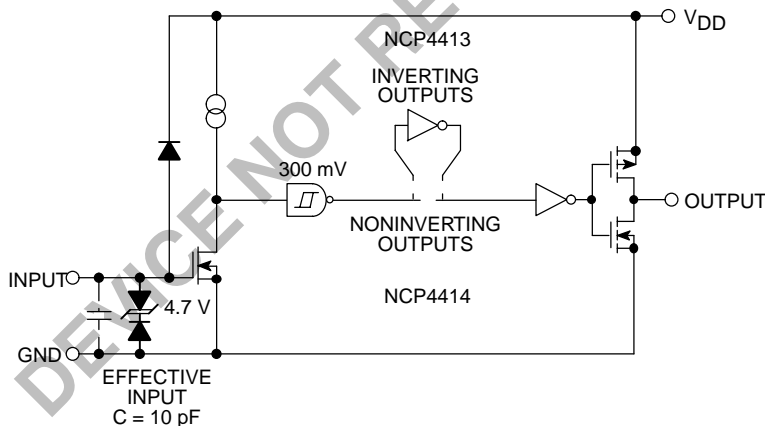 V_DD
NCP4413
INVERTING
OUTPUTS
300 mV
OUTPUT
NONINVERTING
OUTPUTS
INPUT
4.7 V
NCP4414
GND
EFFECTIVE
INPUT
C = 10 pF
DEVICE NOT RE